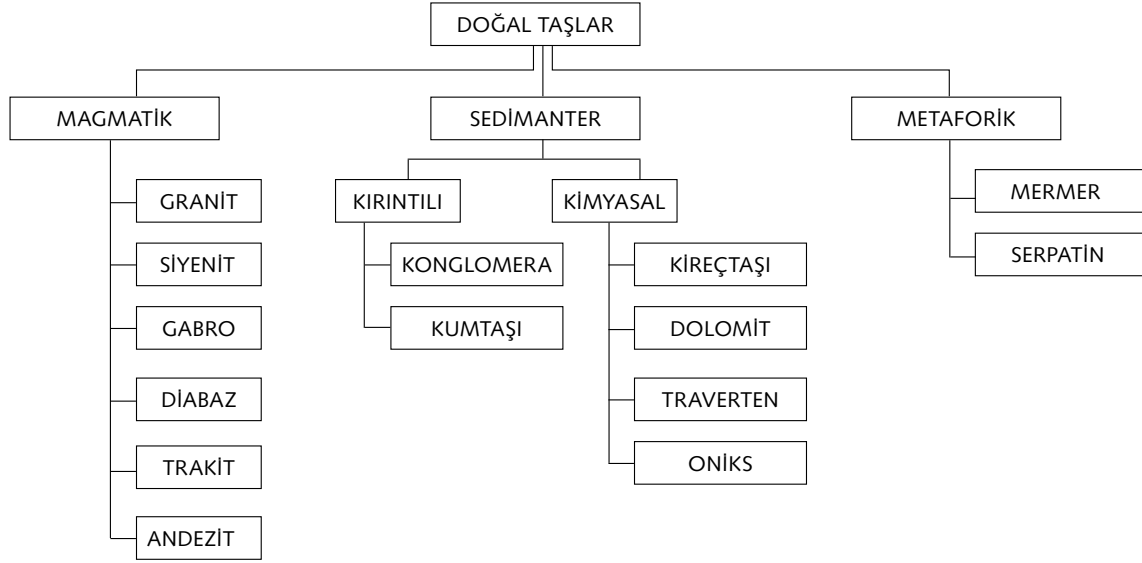 DOĞAL TAŞLAR
MAGMATİK
SEDİMANTER
METAFORİK
GRANİT
SİYENİT
GABRO
DİABAZ
TRAKİT
ANDEZİT
KIRINTILI
KİMYASAL
KONGLOMERA
KUMTAŞI
KİREÇTAŞI
DOLOMİT
TRAVERTEN
ONİKS
MERMER
SERPATİN